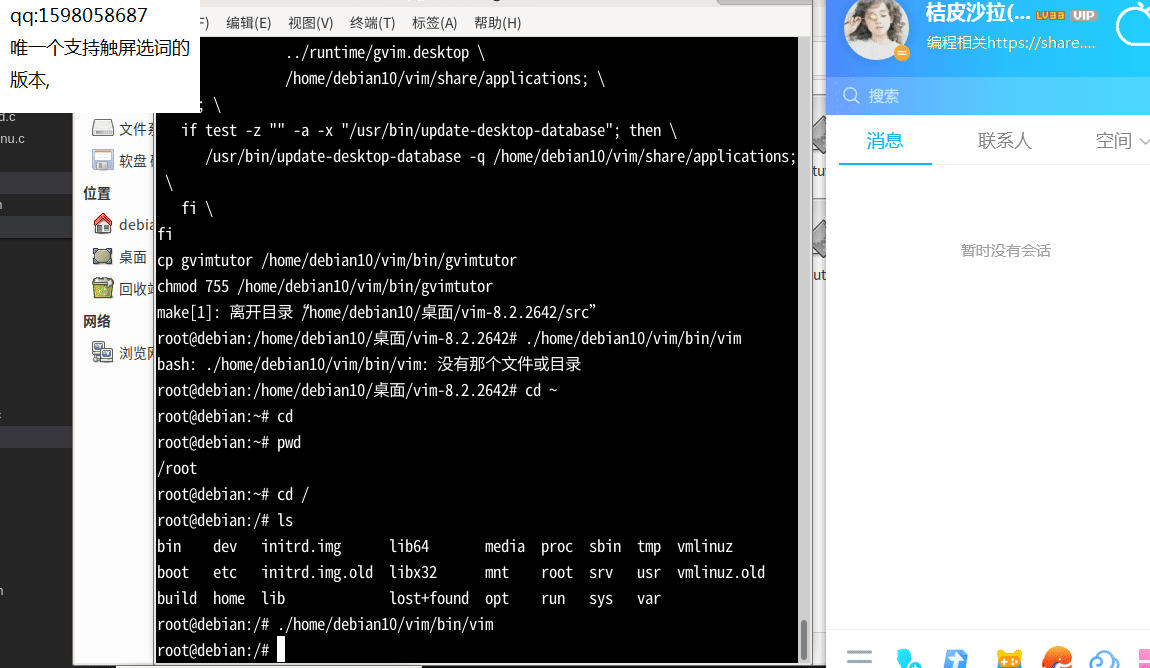 qq:1598058687
唯一个支持触屏选词的
版本,
编辑(E) 视图(V) 终端(T) 标签(A) 帮助(H)
d.c
nu.c
文件系
软盘
位置
debia
桌面
回收站
网络
浏览网
../runtime/gvim.desktop \
/home/debian10/vim/share/applications; \
; \
if test -z "" -a -x "/usr/bin/update-desktop-database"; then \
/usr/bin/update-desktop-database -q /home/debian10/vim/share/applications;
\
fi \
fi
cp gvimtutor /home/debian10/vim/bin/gvimtutor
chmod 755 /home/debian10/vim/bin/gvimtutor
make[1]: 离开目录“/home/debian10/桌面/vim-8.2.2642/src”
root@debian:/home/debian10/桌面/vim-8.2.2642# ./home/debian10/vim/bin/vim
bash: ./home/debian10/vim/bin/vim: 没有那个文件或目录
root@debian:/home/debian10/桌面/vim-8.2.2642# cd ~
root@debian:~# cd
root@debian:~# pwd
/root
root@debian:~# cd /
root@debian:/# ls
bin dev initrd.img lib64 media proc sbin tmp vmlinuz
boot etc initrd.img.old libx32 mnt root srv usr vmlinuz.old
build home lib lost+found opt run sys var
root@debian:/# ./home/debian10/vim/bin/vim
root@debian:/#
桔皮沙拉(... VIP
编程相关https://share....
搜索
消息 联系人 空间
暂时没有会话